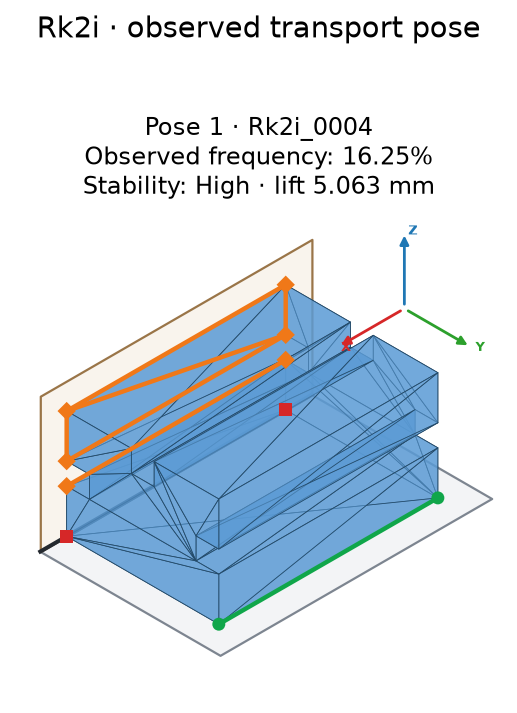 Rk2i · observed transport pose
Pose 1 · Rk2i_0004
Observed frequency: 16.25%
Stability: High · lift 5.063 mm
Z
Y